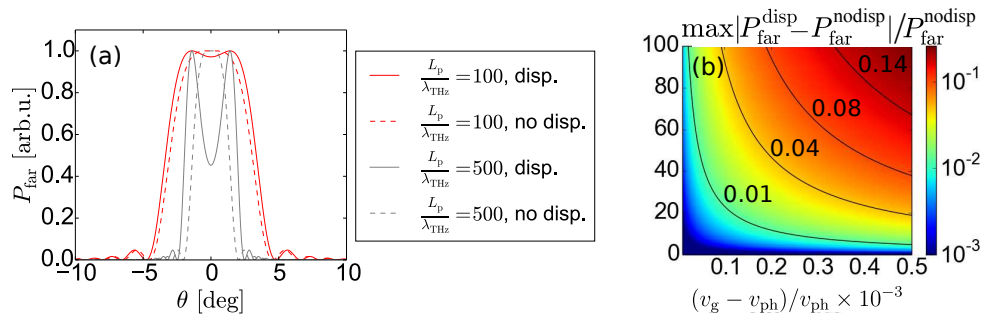 (a)
P_far [arb.u.]
1.0
0.8
0.6
0.4
0.2
0.0
−10 −5 0 5 10
θ [deg]
L_p/λ_THz =100, disp.
L_p/λ_THz =100, no disp.
L_p/λ_THz =500, disp.
L_p/λ_THz =500, no disp.
max|P_far^disp−P_far^nodisp|/P_far^nodisp
(b)
100
80
60
40
20
0
0.14
0.08
0.04
0.01
0.1 0.2 0.3 0.4 0.5
(v_g − v_ph)/v_ph × 10^−3
10^−1
10^−2
10^−3